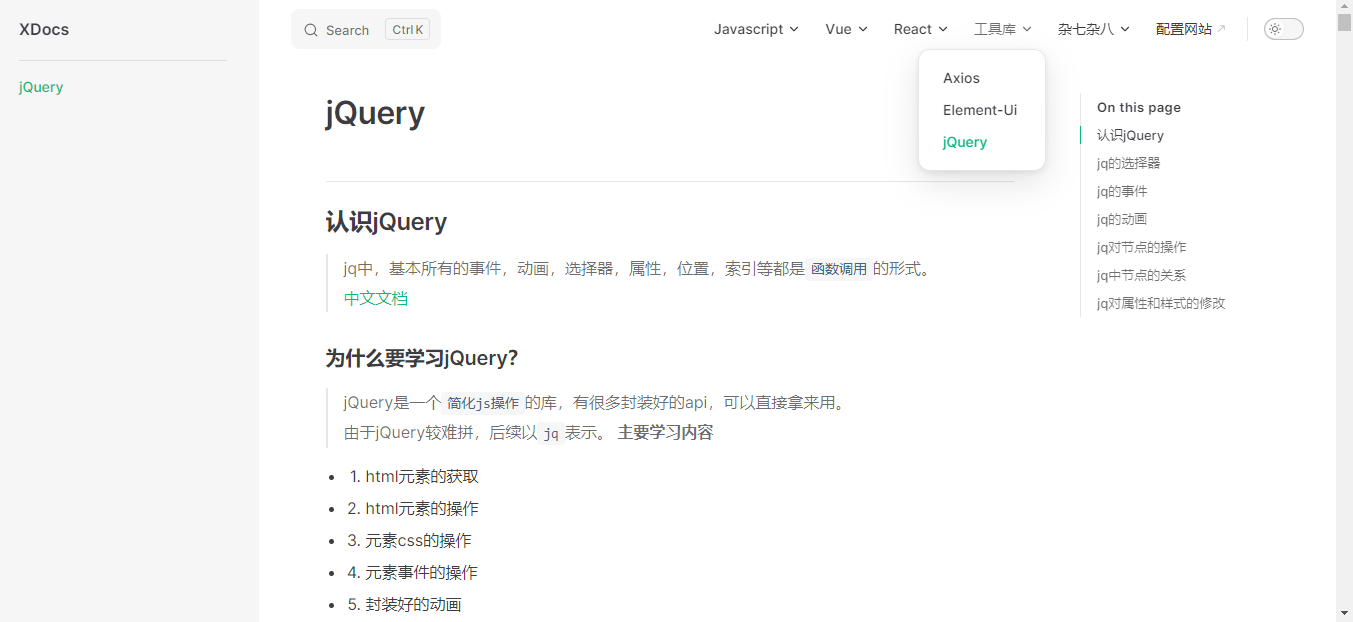 XDocs
jQuery
Search Ctrl K
Javascript Vue React 工具库 杂七杂八 配置网站
Axios
Element-Ui
jQuery
jQuery
认识jQuery
jq中，基本所有的事件，动画，选择器，属性，位置，索引等都是 函数调用 的形式。
中文文档
为什么要学习jQuery？
jQuery是一个 简化js操作 的库，有很多封装好的api，可以直接拿来用。
由于jQuery较难拼，后续以 jq 表示。 主要学习内容
• 1. html元素的获取
• 2. html元素的操作
• 3. 元素css的操作
• 4. 元素事件的操作
• 5. 封装好的动画
On this page
认识jQuery
jq的选择器
jq的事件
jq的动画
jq对节点的操作
jq中节点的关系
jq对属性和样式的修改